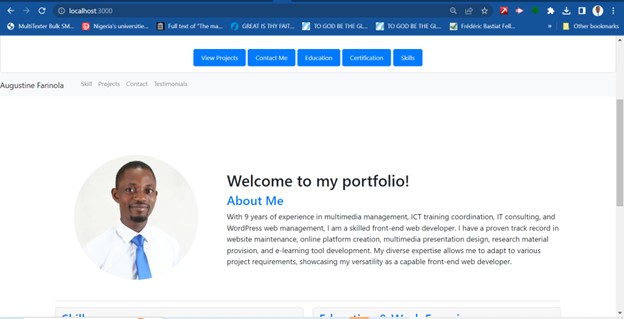 localhost:3000
MultiTexter Bulk SM...
Nigeria's universitie...
Full text of "The ma...
GREAT IS THY FAIT...
TO GOD BE THE GL...
TO GOD BE THE GL...
Frédéric Bastiat Fell...
»
Other bookmarks
View Projects
Contact Me
Education
Certification
Skills
Augustine Farinola
Skill
Projects
Contact
Testimonials
Welcome to my portfolio!
About Me
With 9 years of experience in multimedia management, ICT training coordination, IT consulting, and
WordPress web management, I am a skilled front-end web developer. I have a proven track record in
website maintenance, online platform creation, multimedia presentation design, research material
provision, and e-learning tool development. My diverse expertise allows me to adapt to various
project requirements, showcasing my versatility as a capable front-end web developer.